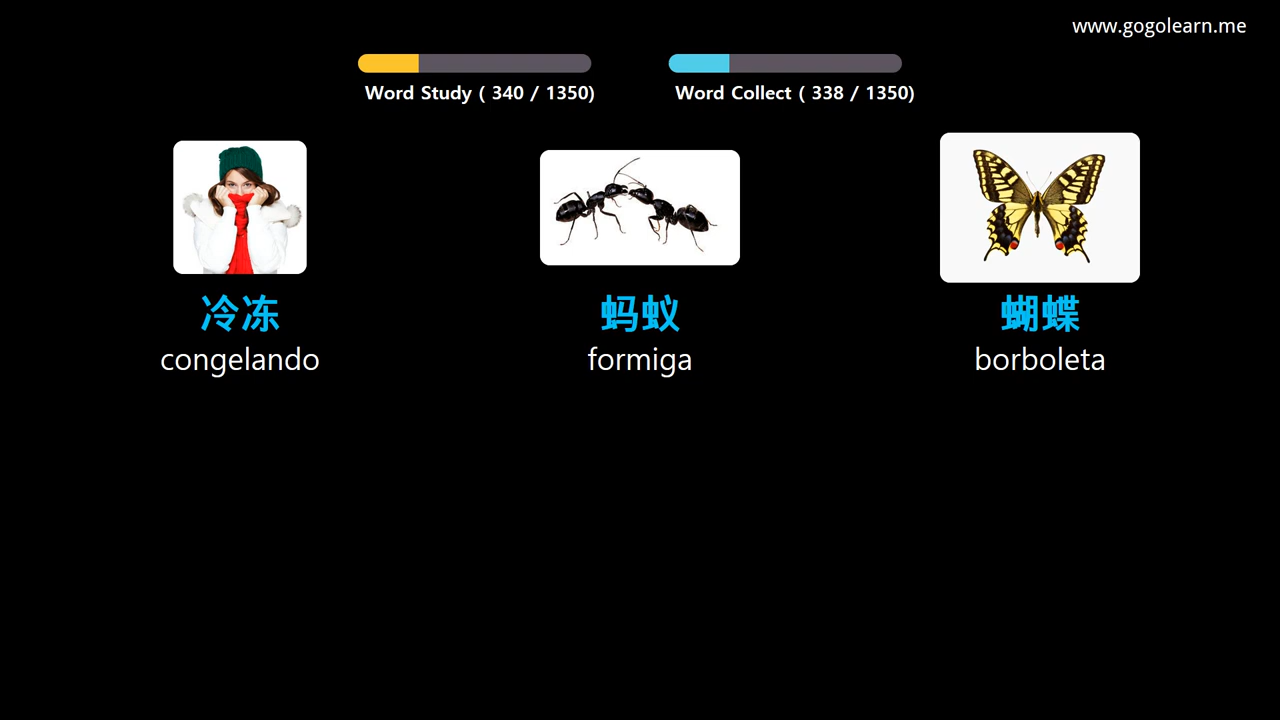 www.gogolearn.me
Word Study ( 340 / 1350)
Word Collect ( 338 / 1350)
冷冻
蚂蚁
蝴蝶
congelando
formiga
borboleta